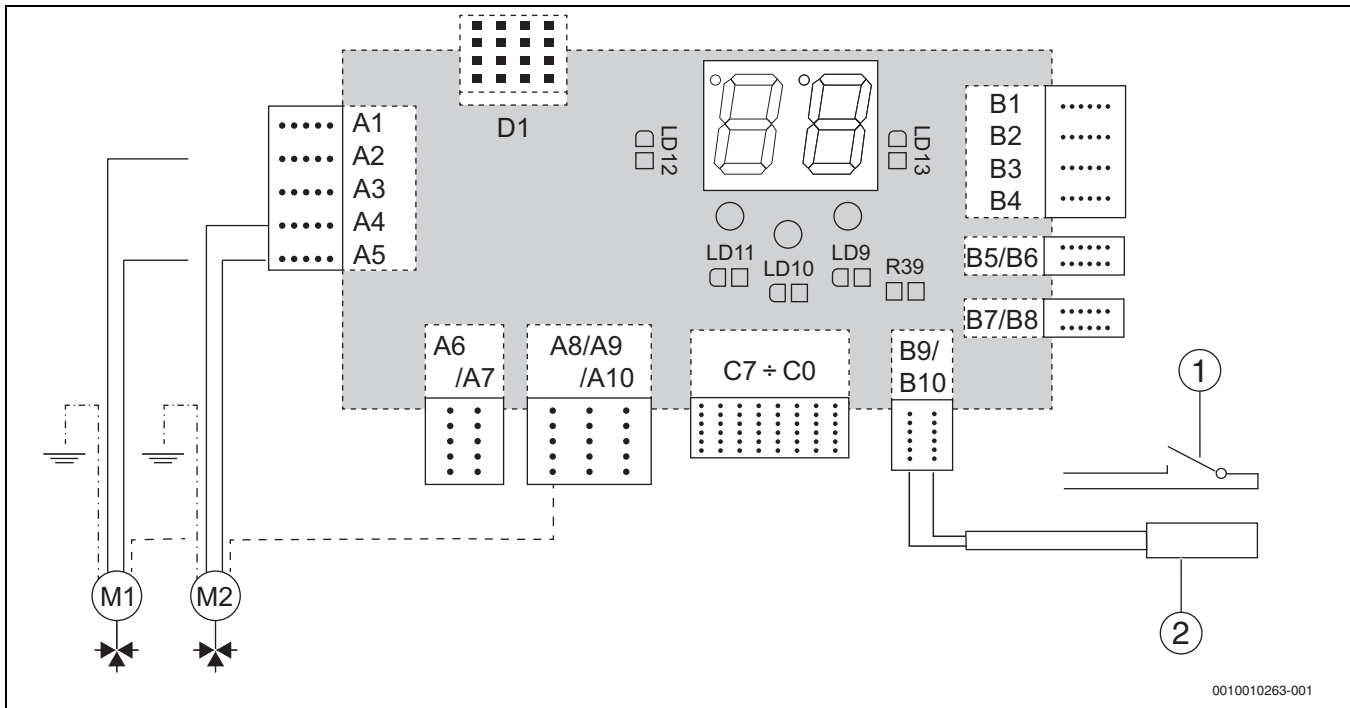 D1
A1
A2
A3
A4
A5
LD12
LD13
B1
B2
B3
B4
B5/B6
B7/B8
LD11
LD10
LD9
R39
A6
/A7
A8/A9
/A10
C7 ÷ C0
B9/
B10
1
2
M1
M2
0010010263-001